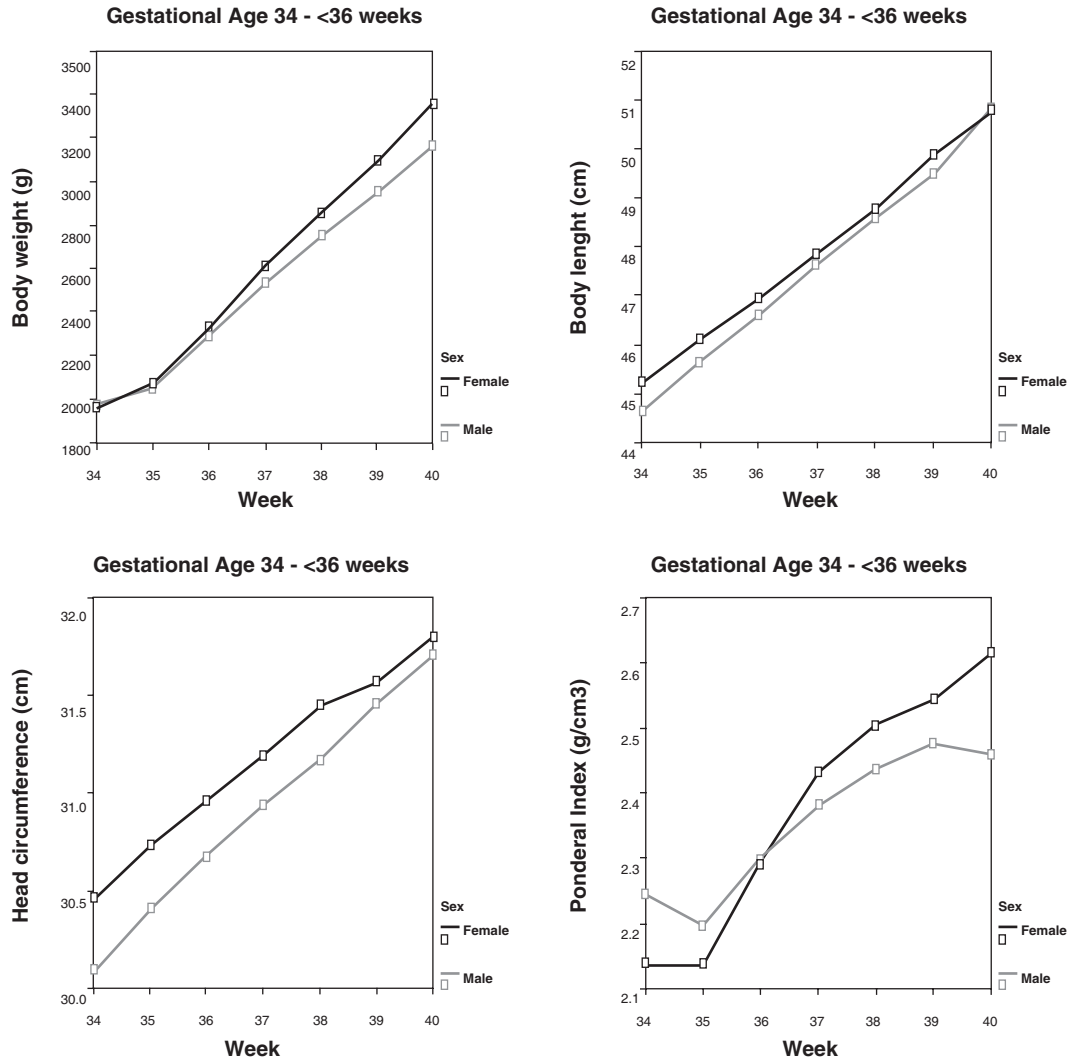 Gestational Age 34 - <36 weeks
Body weight (g)
3500
3400
3200
3000
2800
2600
2400
2200
2000
1800
34 35 36 37 38 39 40
Week
Sex
Female
Male
Gestational Age 34 - <36 weeks
Body lenght (cm)
52
51
50
49
48
47
46
45
44
34 35 36 37 38 39 40
Week
Sex
Female
Male
Gestational Age 34 - <36 weeks
Head circumference (cm)
32.0
31.5
31.0
30.5
30.0
34 35 36 37 38 39 40
Week
Sex
Female
Male
Gestational Age 34 - <36 weeks
Ponderal Index (g/cm3)
2.7
2.6
2.5
2.4
2.3
2.2
2.1
34 35 36 37 38 39 40
Week
Sex
Female
Male